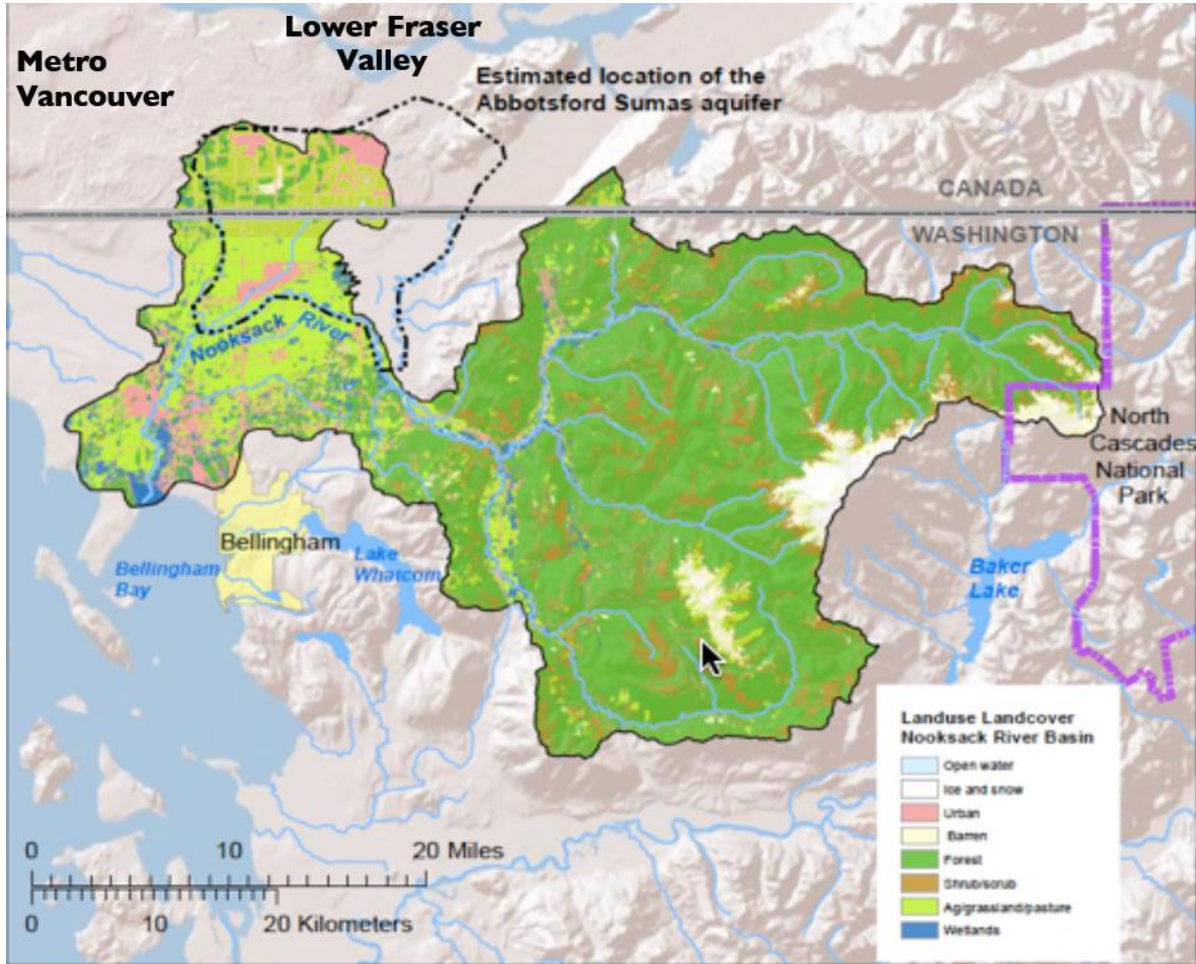 Lower Fraser
Valley
Metro
Vancouver
Estimated location of the
Abbotsford Sumas aquifer
CANADA
WASHINGTON
Nooksack River
North
Cascades
National
Park
Bellingham
Bellingham
Bay
Lake
Whatcom
Baker
Lake
Landuse Landcover
Nooksack River Basin
Open water
Ice and snow
Urban
Barren
Forest
Shrub/scrub
Ag/grassland/pasture
Wetlands
0 10 20 Miles
0 10 20 Kilometers